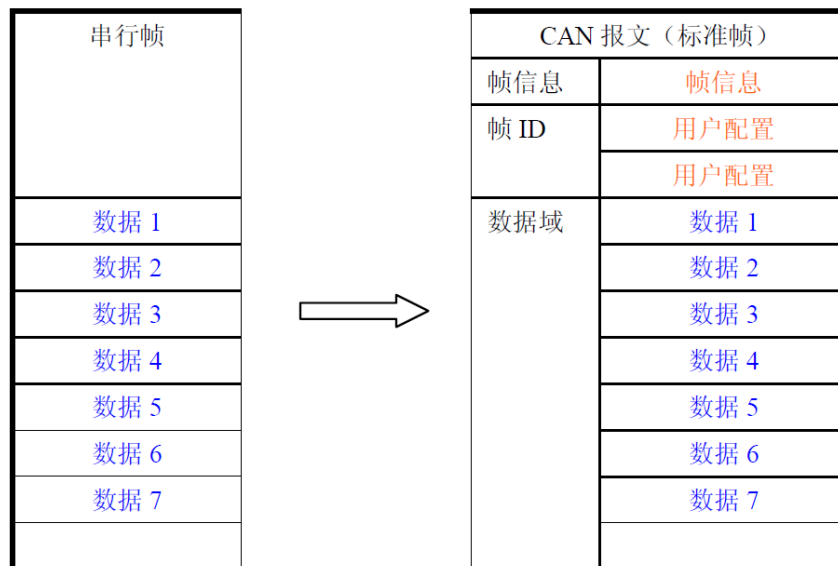 串行帧
数据 1
数据 2
数据 3
数据 4
数据 5
数据 6
数据 7
CAN 报文（标准帧）
帧信息 帧信息
帧 ID 用户配置
用户配置
数据域 数据 1
数据 2
数据 3
数据 4
数据 5
数据 6
数据 7